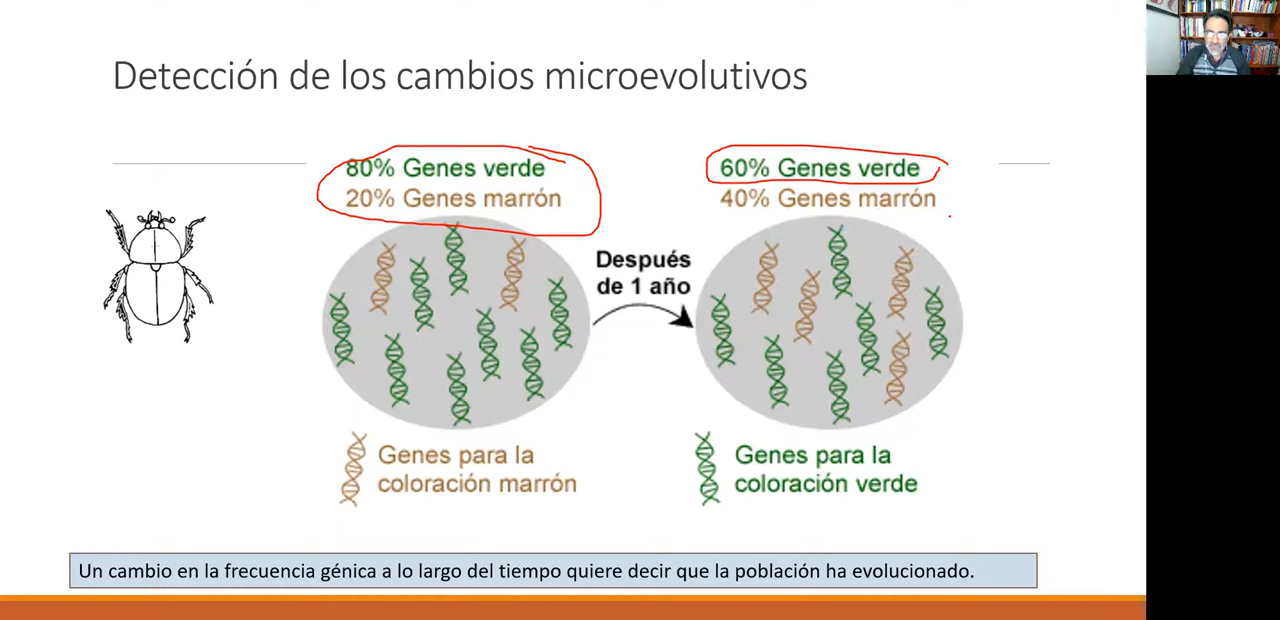 Detección de los cambios microevolutivos
80% Genes verde
20% Genes marrón
60% Genes verde
40% Genes marrón
Después
de 1 año
Genes para la
coloración marrón
Genes para la
coloración verde
Un cambio en la frecuencia génica a lo largo del tiempo quiere decir que la población ha evolucionado.